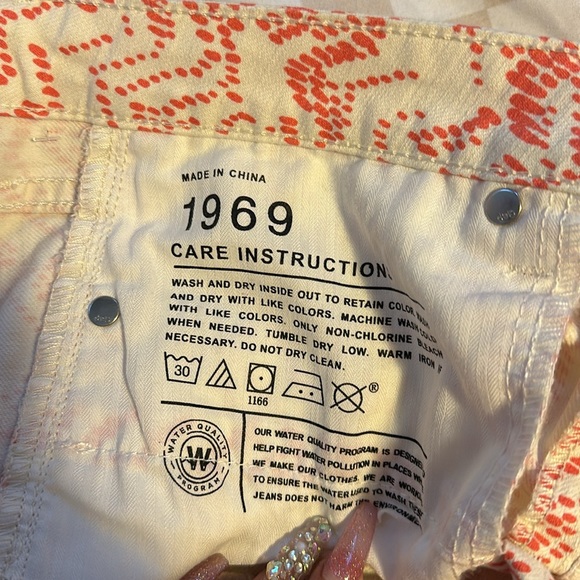 MADE IN CHINA
1969
CARE INSTRUCTION
WASH AND DRY INSIDE OUT TO RETAIN COLOR. WASH
AND DRY WITH LIKE COLORS. MACHINE WASH COLD
WITH LIKE COLORS. ONLY NON-CHLORINE BLEACH
WHEN NEEDED. TUMBLE DRY LOW. WARM IRON IF
NECESSARY. DO NOT DRY CLEAN.
30
®
1166
WATER QUALITY
W
PROGRAM
OUR WATER QUALITY PROGRAM IS DESIGNED
HELP FIGHT WATER POLLUTION IN PLACES
WE MAKE OUR CLOTHES. WE ARE
TO ENSURE THE WATER USED TO WASH THESE
JEANS DOES NOT HARM THE ENVIRONMENT